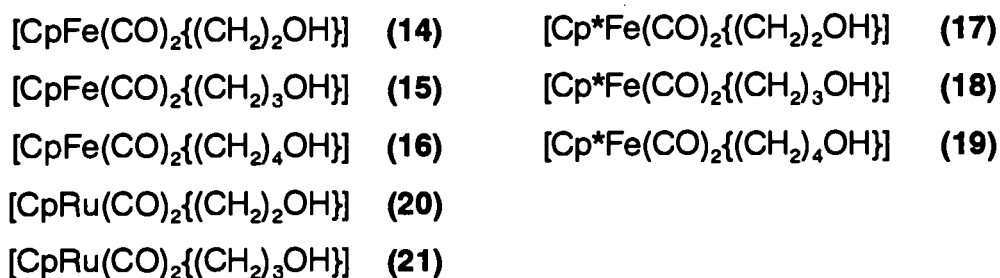 [CpFe(CO)₂{(CH₂)₂OH}] (14) [Cp*Fe(CO)₂{(CH₂)₂OH}] (17)
[CpFe(CO)₂{(CH₂)₃OH}] (15) [Cp*Fe(CO)₂{(CH₂)₃OH}] (18)
[CpFe(CO)₂{(CH₂)₄OH}] (16) [Cp*Fe(CO)₂{(CH₂)₄OH}] (19)
[CpRu(CO)₂{(CH₂)₂OH}] (20)
[CpRu(CO)₂{(CH₂)₃OH}] (21)